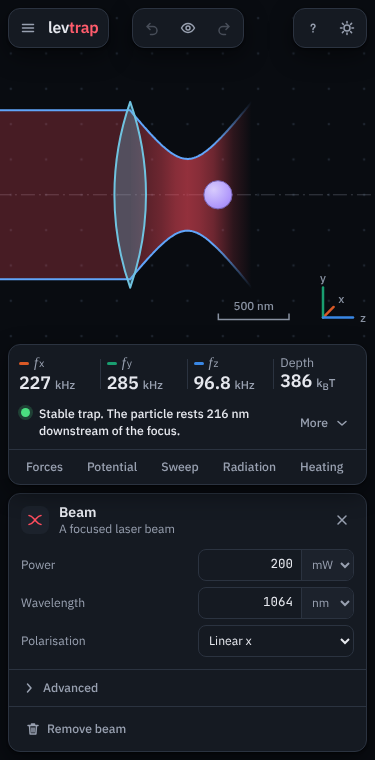 levtrap
?
500 nm
y
x
z
fx
fy
fz
Depth
227 kHz
285 kHz
96.8 kHz
386 kBT
Stable trap. The particle rests 216 nm
downstream of the focus.
More
Forces Potential Sweep Radiation Heating
Beam
A focused laser beam
Power 200 mW
Wavelength 1064 nm
Polarisation Linear x
Advanced
Remove beam